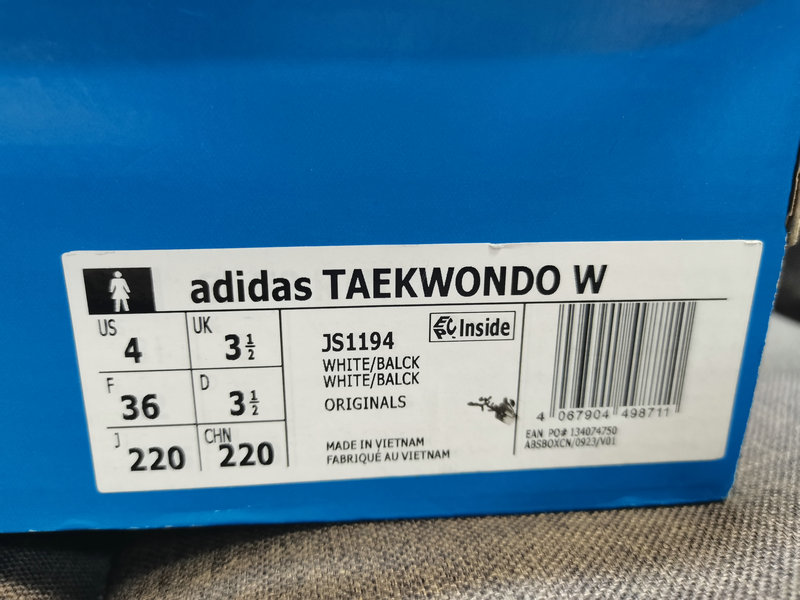 adidas TAEKWONDO W
US 4
UK 3 1/2
F 36
D 3 1/2
J 220
CHN 220
JS1194
EPC Inside
WHITE/BALCK
WHITE/BALCK
ORIGINALS
MADE IN VIETNAM
FABRIQUÉ AU VIETNAM
4 067904 498711
EAN PO# 134074750
ABSBOXCN/0923/V01